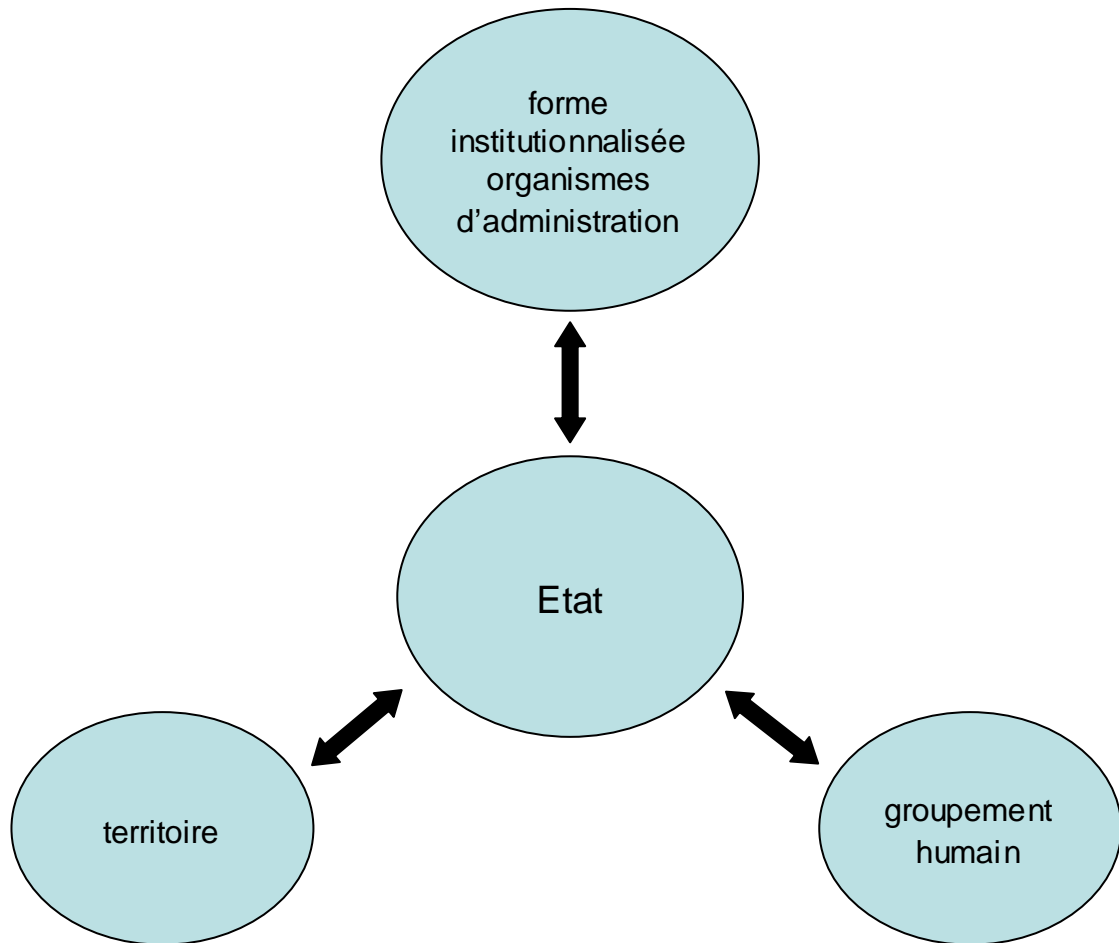 forme
institutionnalisée
organismes
d'administration
Etat
territoire
groupement
humain